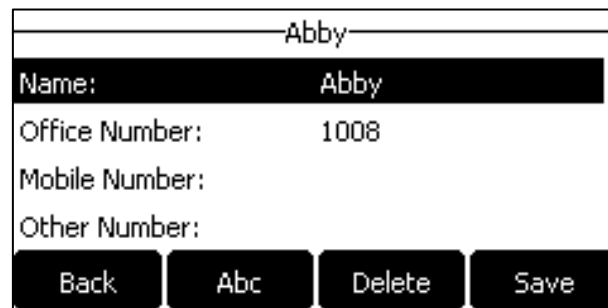 Abby
Name: Abby
Office Number: 1008
Mobile Number:
Other Number:
Back Abc Delete Save